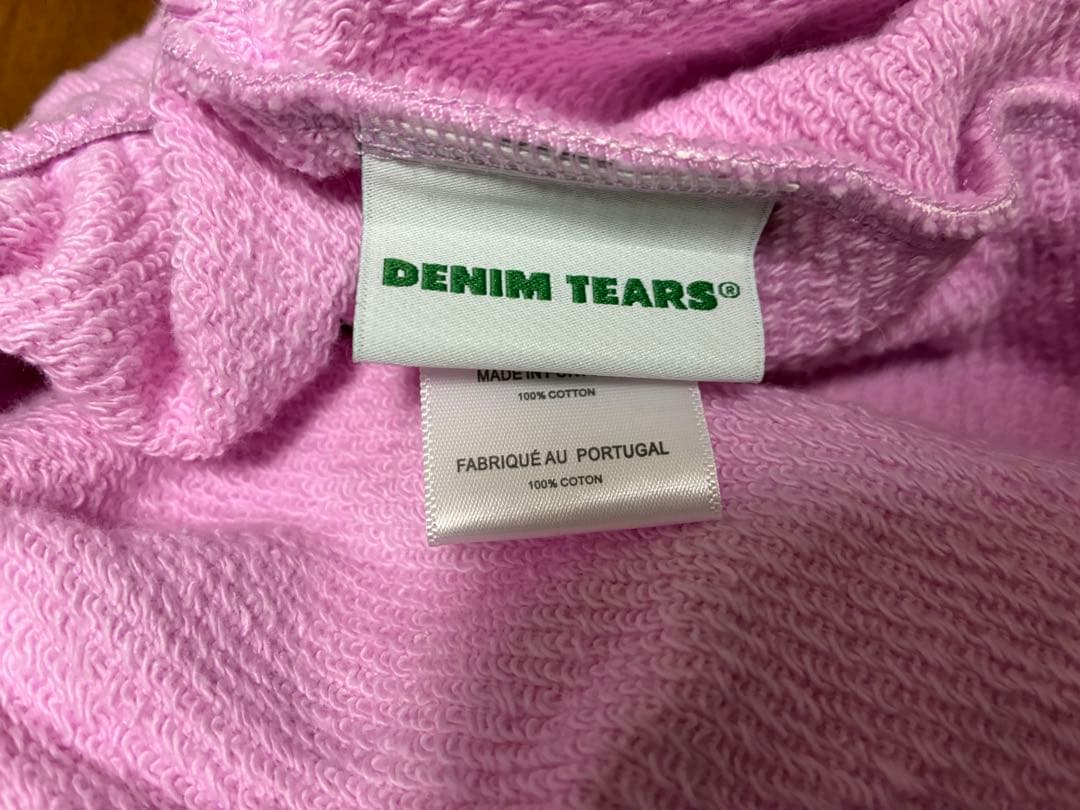 DENIM TEARS®
MADE IN
100% COTTON
FABRIQUÉ AU PORTUGAL
100% COTON